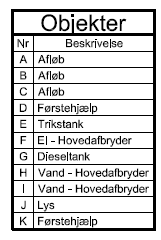 Objekter
Nr Beskrivelse
A Afløb
B Afløb
C Afløb
D Førstehjælp
E Trikstank
F El - Hovedafbryder
G Dieseltank
H Vand - Hovedafbryder
I Vand - Hovedafbryder
J Lys
K Førstehjælp